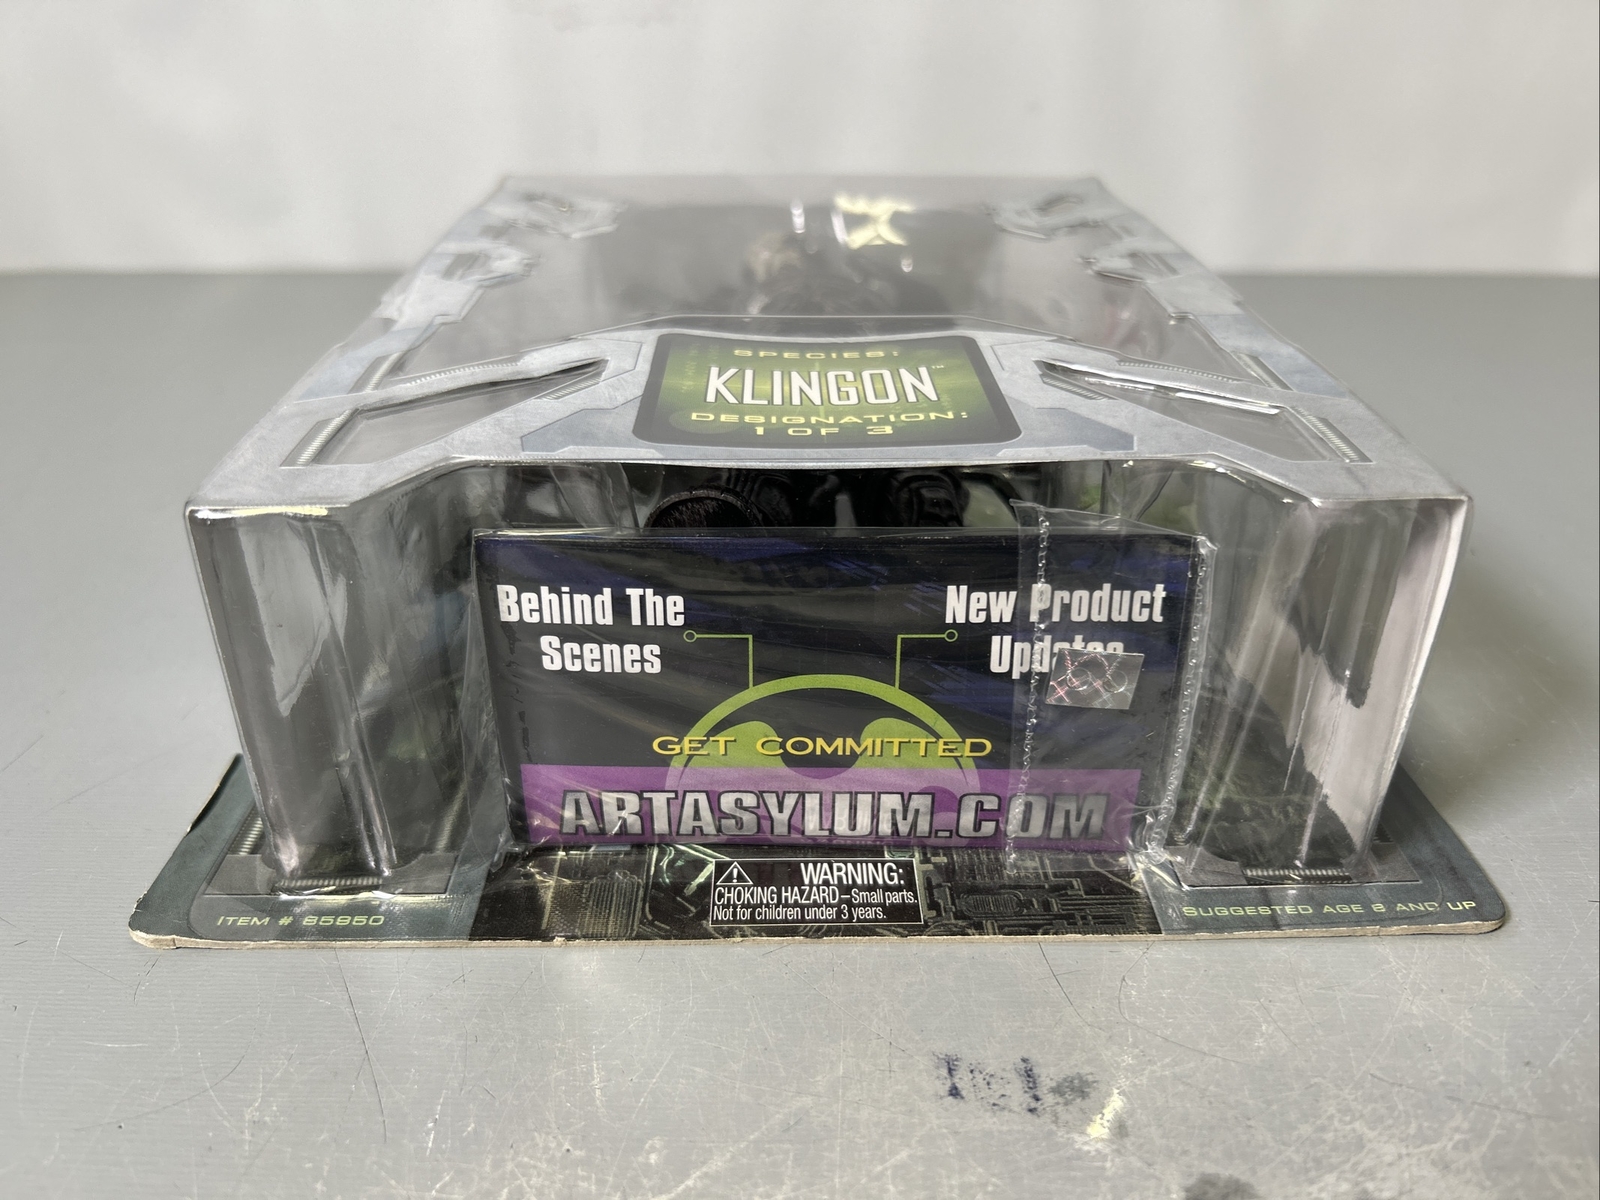 SPECIES:
KLINGON™
DESIGNATION:
1 OF 3
Behind The
Scenes
New Product
Updates
GET COMMITTED
ARTASYLUM.COM
WARNING:
CHOKING HAZARD – Small parts.
Not for children under 3 years.
ITEM # 85950
SUGGESTED AGE 8 AND UP